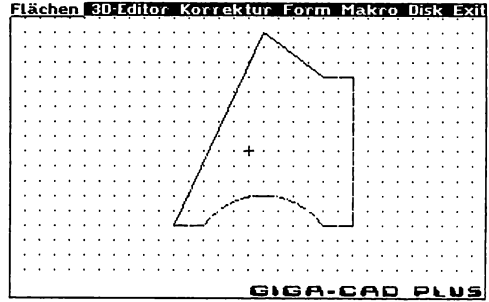 Flächen 3D-Editor Korrektur Form Makro Disk Exit
GIGA-CAD PLUS